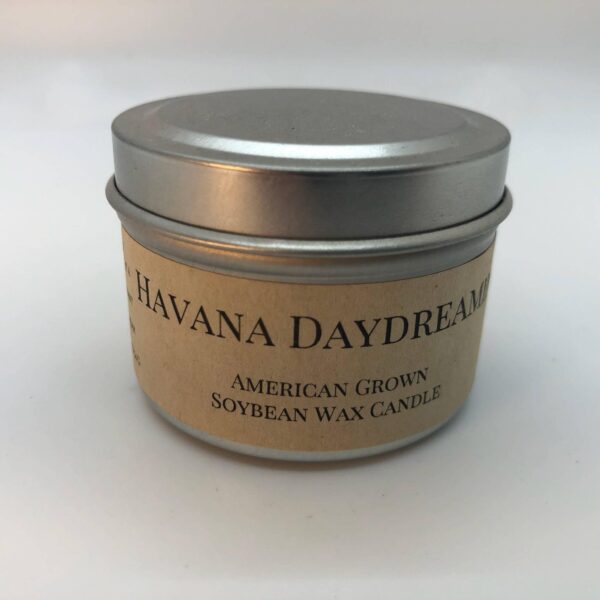 Havana Daydream
American Grown
Soybean Wax Candle